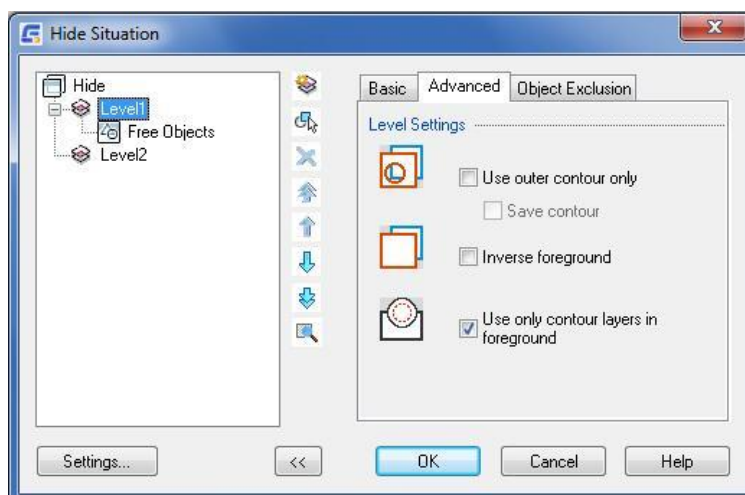 Hide Situation
Hide
Level1
Free Objects
Level2
Basic
Advanced
Object Exclusion
Level Settings
Use outer contour only
Save contour
Inverse foreground
Use only contour layers in
foreground
Settings...
<<
OK
Cancel
Help